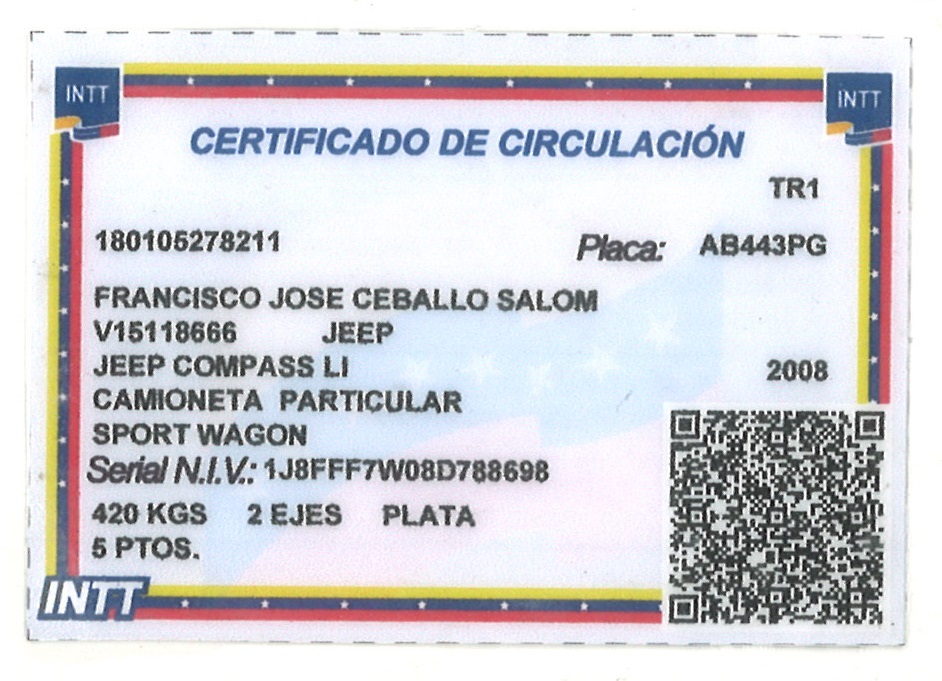 INTT INTT
CERTIFICADO DE CIRCULACIÓN
TR1
180105278211 Placa: AB443PG
FRANCISCO JOSE CEBALLO SALOM
V15118666 JEEP
JEEP COMPASS LI 2008
CAMIONETA PARTICULAR
SPORT WAGON
Serial N.I.V.: 1J8FFF7W08D788698
420 KGS 2 EJES PLATA
5 PTOS.
INTT